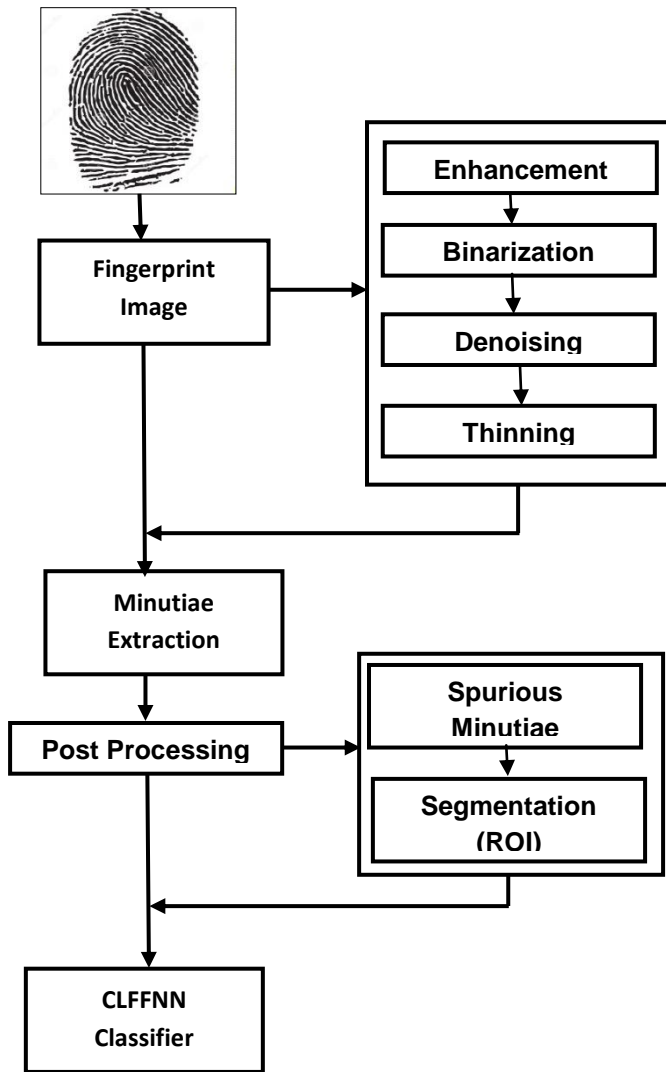 Fingerprint
Image
Enhancement
Binarization
Denoising
Thinning
Minutiae
Extraction
Post Processing
Spurious
Minutiae
Segmentation
(ROI)
CLFFNN
Classifier